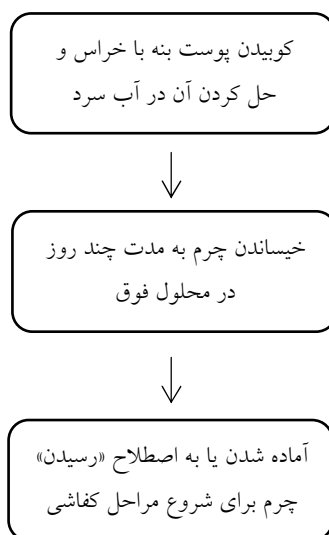 کوبیدن پوست بنه با خراس و
حل کردن آن در آب سرد
خیساندن چرم به مدت چند روز
در محلول فوق
آماده شدن یا به اصطلاح «رسیدن»
چرم برای شروع مراحل کفاشی